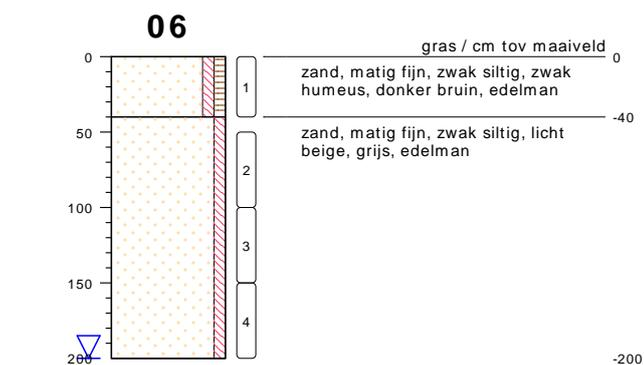 06
gras / cm tov maaiveld
0
0
zand, matig fijn, zwak siltig, zwak
humeus, donker bruin, edelman
1
-40
zand, matig fijn, zwak siltig, licht
beige, grijs, edelman
50
2
100
3
150
4
200
-200